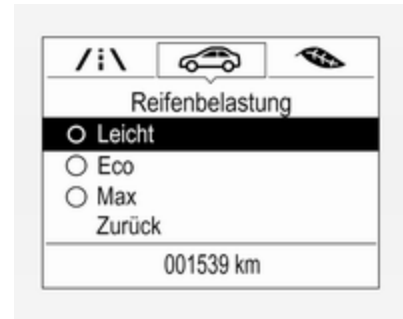 Reifenbelastung
Leicht
Eco
Max
Zurück
001539 km